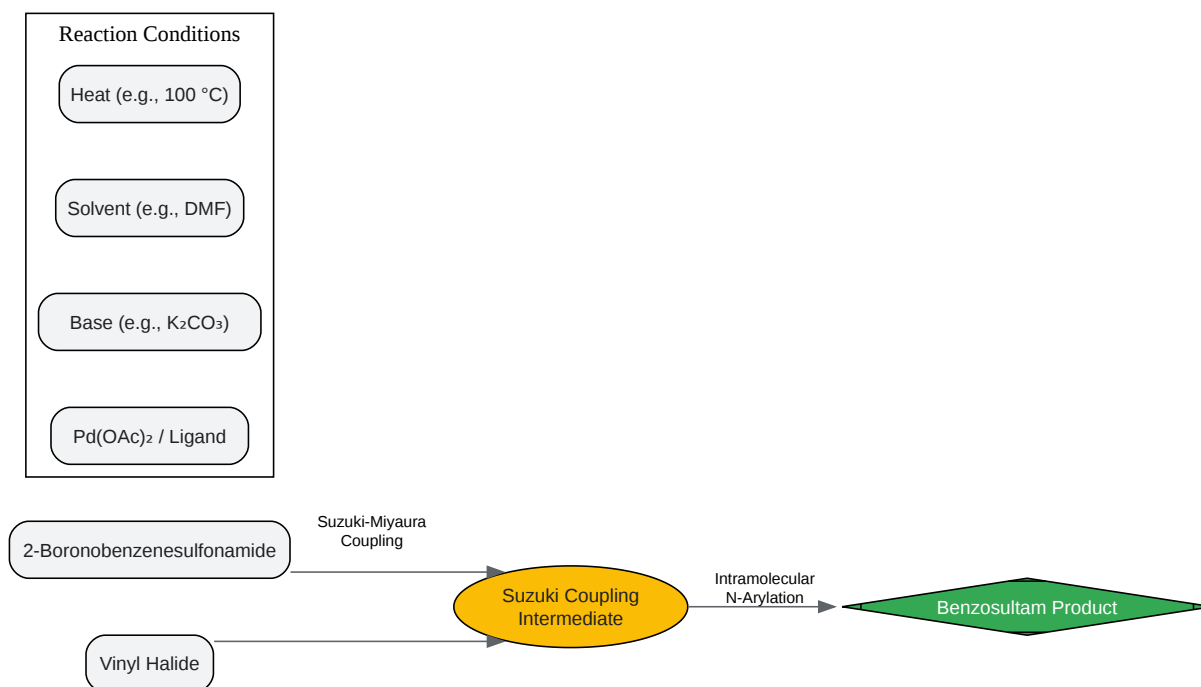 Reaction Conditions
Heat (e.g., 100 °C)
Solvent (e.g., DMF)
Base (e.g., K₂CO₃)
Pd(OAc)₂ / Ligand
2-Boronobenzenesulfonamide
Suzuki-Miyaura
Coupling
Vinyl Halide
Suzuki Coupling
Intermediate
Intramolecular
N-Arylation
Benzosultam Product